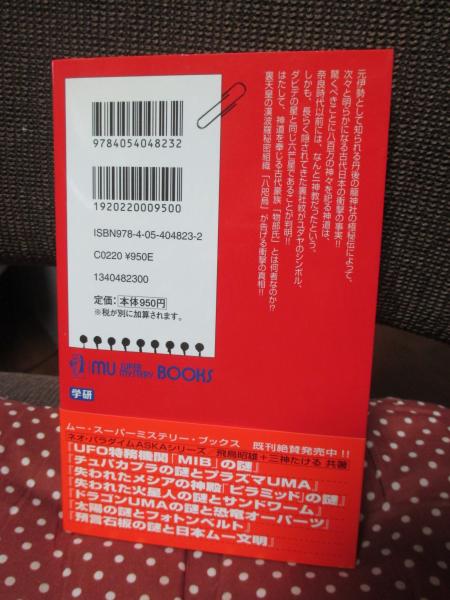 元伊勢として知られる丹後の籠神社の極秘伝によって、
次々と明らかになる古代日本の衝撃の事実!!
驚くべきことに八百万の神々を祀る神道は、
奈良時代以前には、なんと一神教だったという。
しかも、長らく隠されてきた裏社紋がユダヤのシンボル、
ダビデの星と同じ六芒星であることが判明!!
はたして、神道を奉じる古代豪族「物部氏」とは何者なのか!?
裏天皇の漢波羅秘密組織「八咫烏」が告げる衝撃の真相!!
9784054048232
1920220009500
ISBN978-4-05-404823-2
C0220 ¥950E
1340482300
定価:本体950円
※税が別に加算されます。
MU SUPER MYSTERY BOOKS
学研
ムー・スーパーミステリー・ブックス 既刊絶賛発売中!!
ネオ・パラダイムASKAシリーズ 飛鳥昭雄+三神たける 共著
『UFO特務機関「MIB」の謎』
『チュパカブラの謎とプラズマUMA』
『失われたメシアの神殿「ピラミッド」の謎』
『失われた火星人の謎とサンドワーム』
『ドラゴンUMAの謎と恐竜オーパーツ』
『太陽の謎とフォトンベルト』
『預言石板の謎と日本ムー文明』